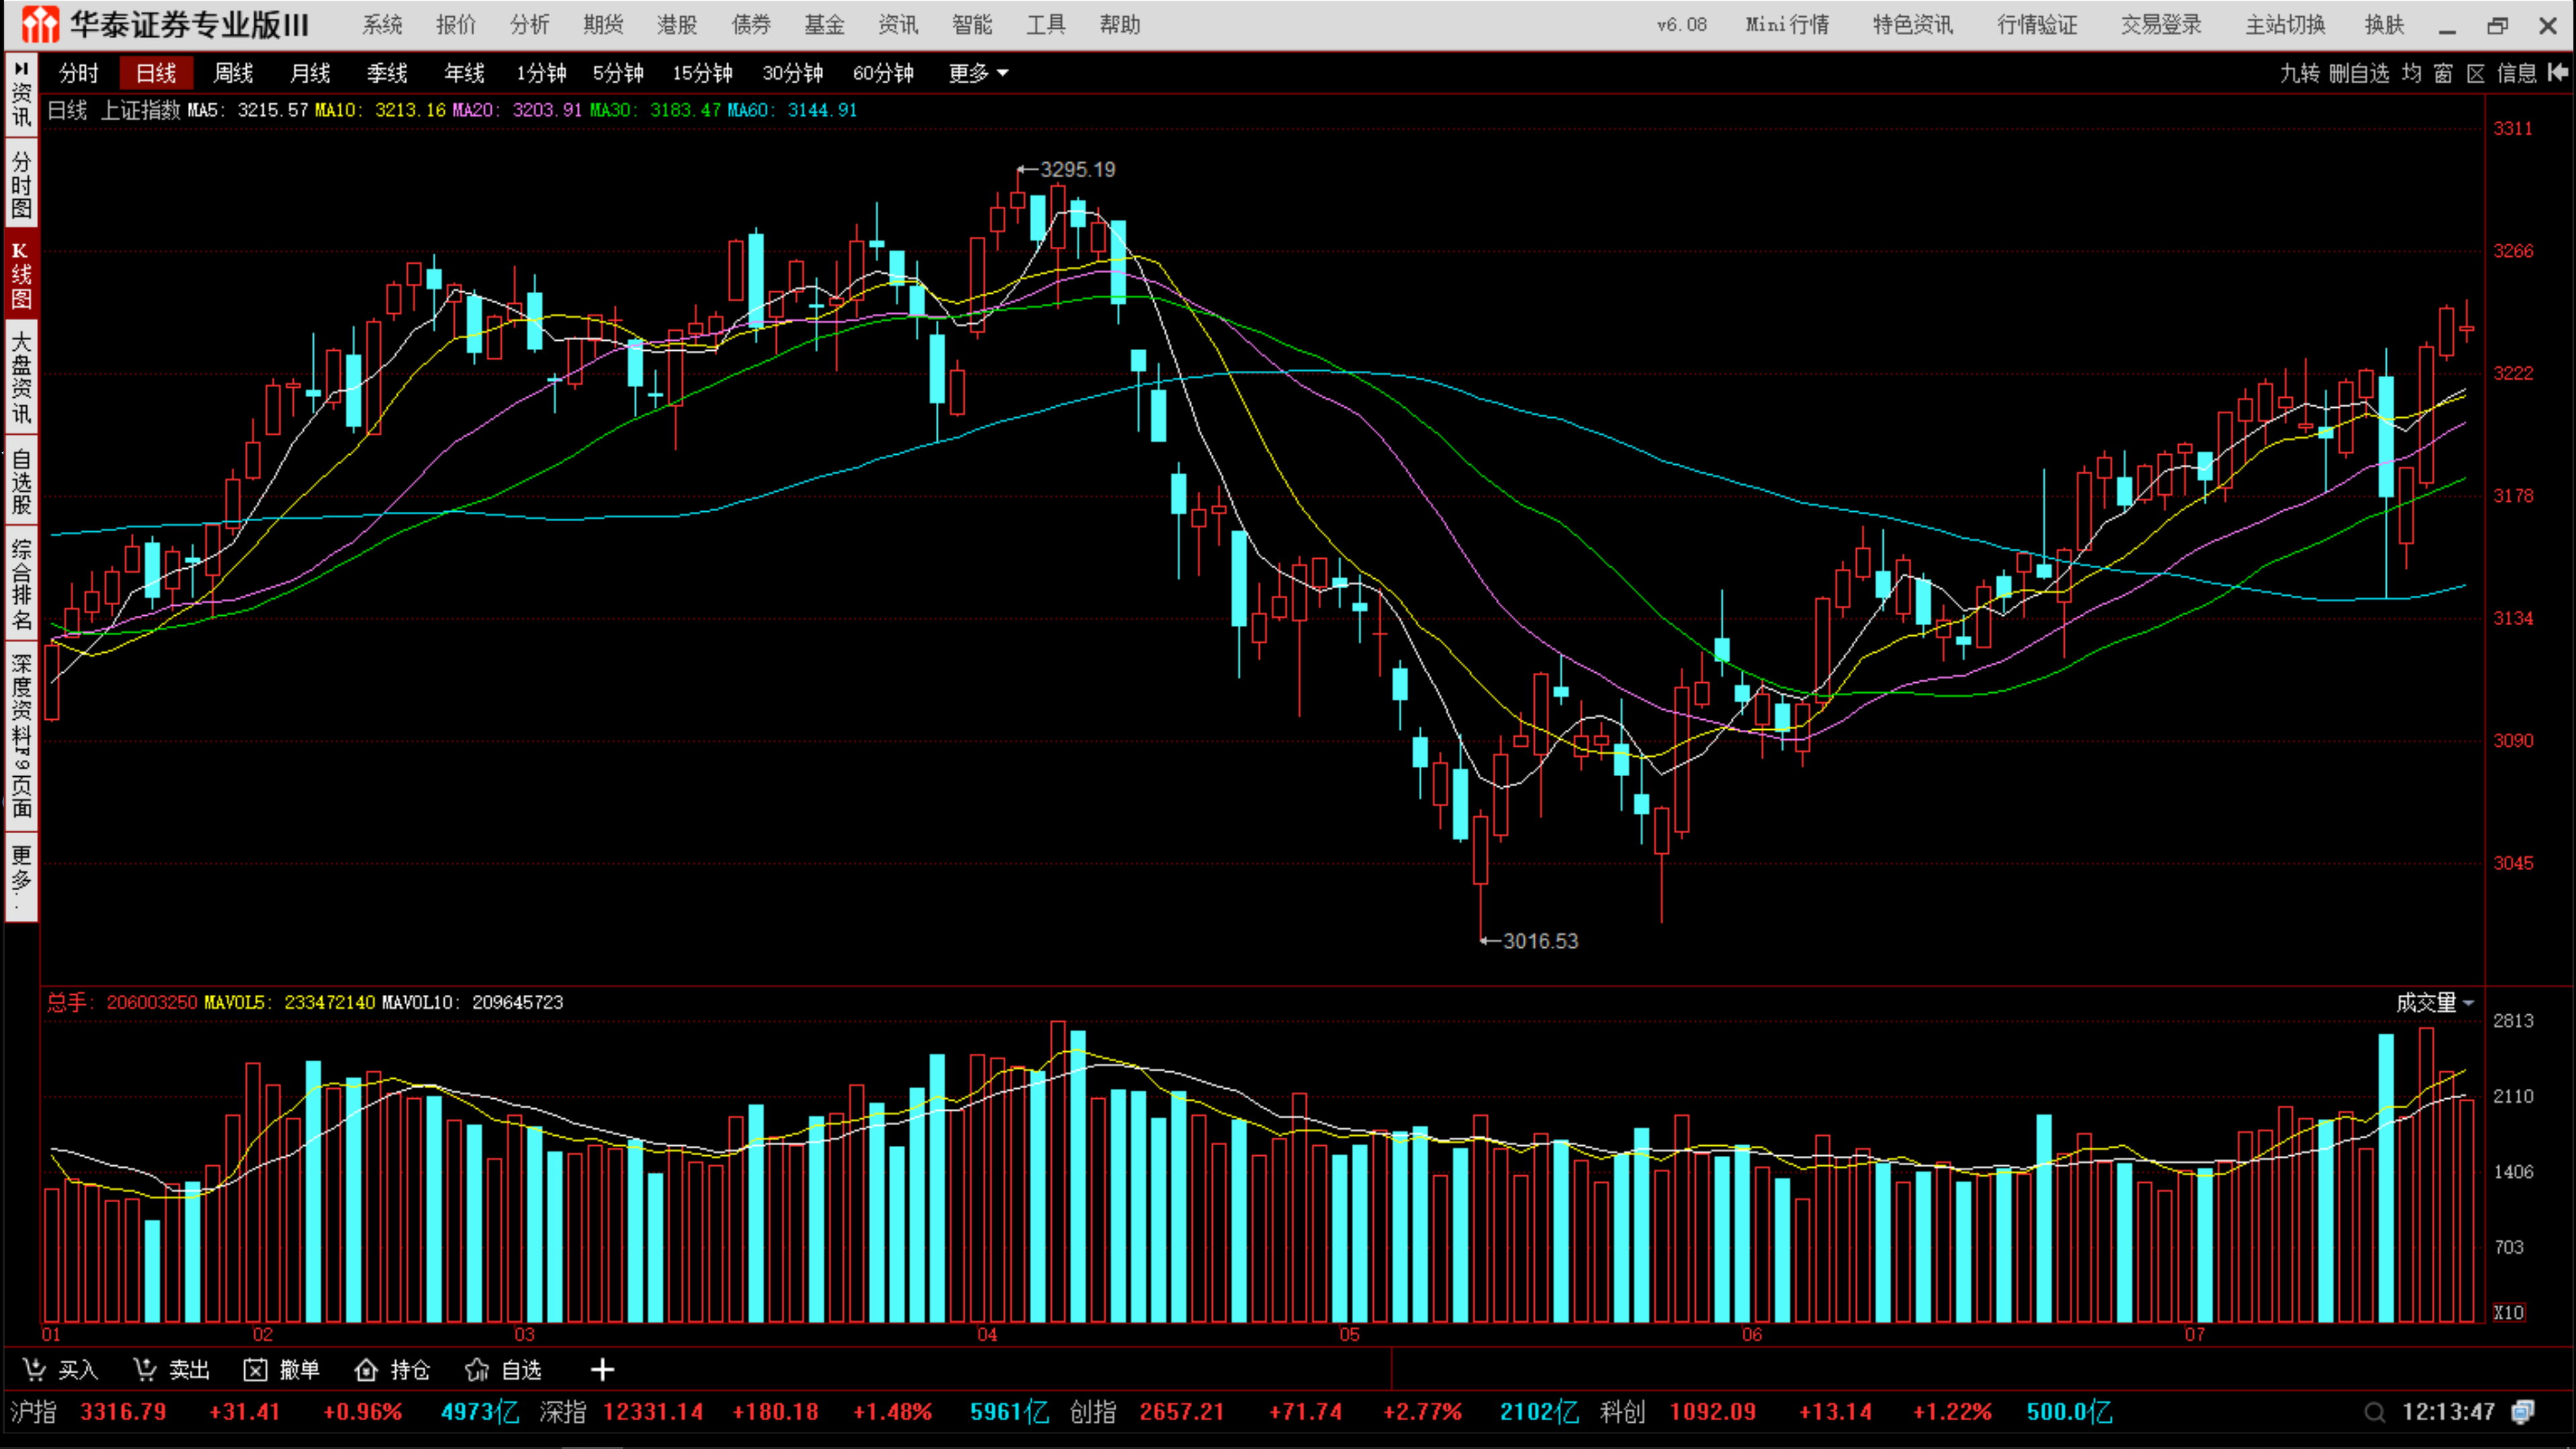 华泰证券专业版III 系统 报价 分析 期货 港股 债券 基金 资讯 智能 工具 帮助 v6.08 Mini行情 特色资讯 行情验证 交易登录 主站切换 换肤
分时 日线 周线 月线 季线 年线 1分钟 5分钟 15分钟 30分钟 60分钟 更多 九转 删自选 均 窗 区 信息
资讯
分时图
K线图
大盘资讯
自选股
综合排名
深度资料F9页面
更多..
日线 上证指数 MA5: 3215.57 MA10: 3213.16 MA20: 3203.91 MA30: 3183.47 MA60: 3144.91
3311
←3295.19
3266
3222
3178
3134
3090
3045
←3016.53
总手: 206003250 MAVOL5: 233472140 MAVOL10: 209645723 成交量
2813
2110
1406
703
X10
01 02 03 04 05 06 07
买入 卖出 撤单 持仓 自选 +
沪指 3316.79 +31.41 +0.96% 4973亿 深指 12331.14 +180.18 +1.48% 5961亿 创指 2657.21 +71.74 +2.77% 2102亿 科创 1092.09 +13.14 +1.22% 500.0亿 12:13:47